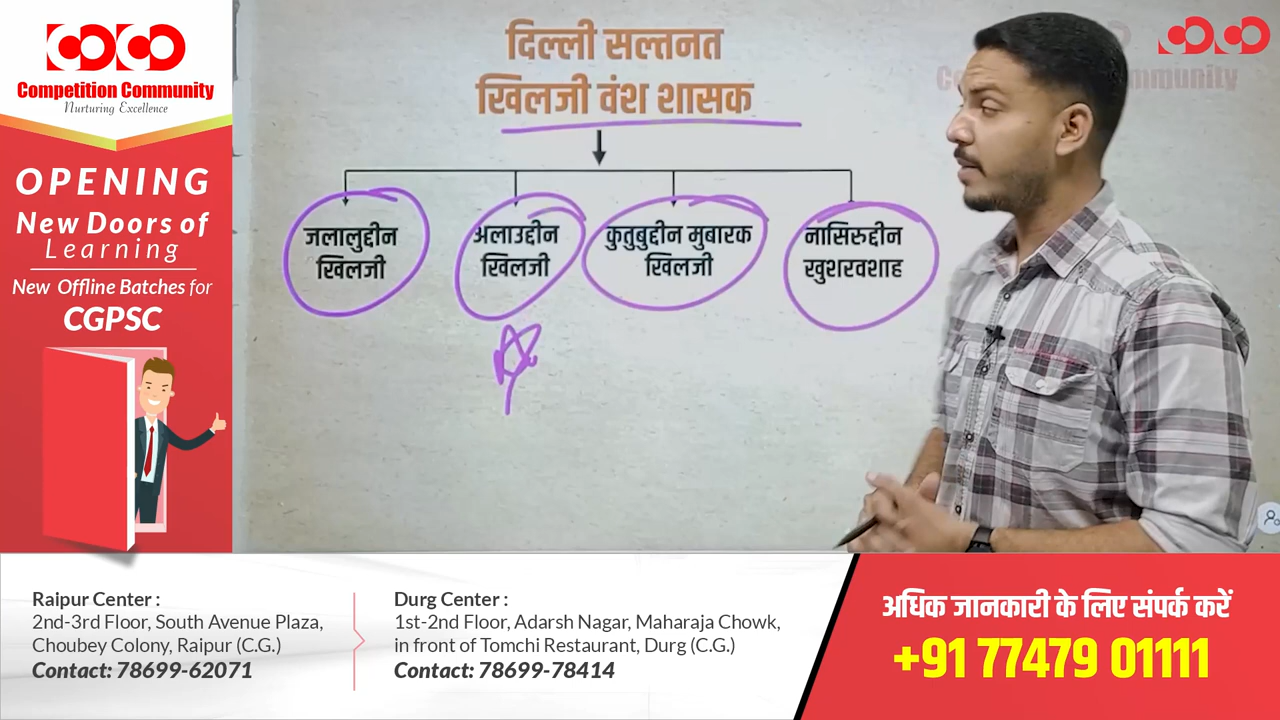 COCO
Competition Community
Nurturing Excellence
OPENING
New Doors of
Learning
New Offline Batches for
CGPSC
दिल्ली सल्तनत
खिलजी वंश शासक
जलालुद्दीन
खिलजी
अलाउद्दीन
खिलजी
कुतुबुद्दीन मुबारक
खिलजी
नासिरुद्दीन
खुशरवशाह
COCO
Raipur Center :
2nd-3rd Floor, South Avenue Plaza,
Choubey Colony, Raipur (C.G.)
Contact: 78699-62071
Durg Center :
1st-2nd Floor, Adarsh Nagar, Maharaja Chowk,
in front of Tomchi Restaurant, Durg (C.G.)
Contact: 78699-78414
अधिक जानकारी के लिए संपर्क करें
+91 77479 01111